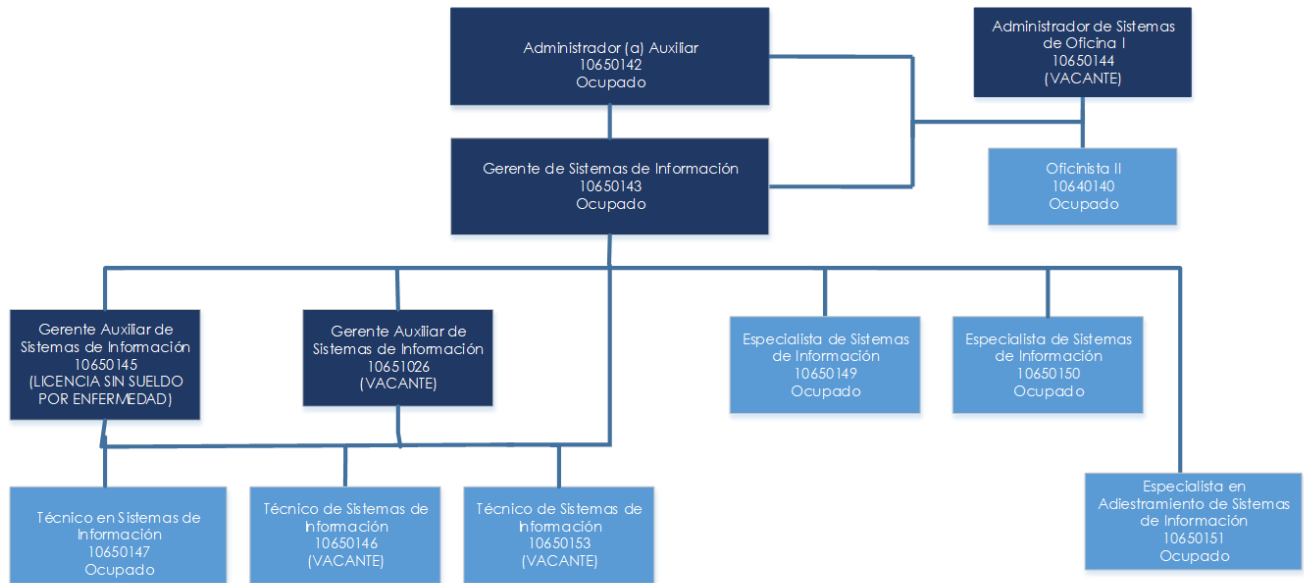 Administrador (a) Auxiliar
10650142
Ocupado
Administrador de Sistemas
de Oficina I
10650144
(VACANTE)
Gerente de Sistemas de Información
10650143
Ocupado
Oficinista II
10640140
Ocupado
Gerente Auxiliar de
Sistemas de Información
10650145
(LICENCIA SIN SUELDO
POR ENFERMEDAD)
Gerente Auxiliar de
Sistemas de Información
10651026
(VACANTE)
Especialista de Sistemas
de Información
10650149
Ocupado
Especialista de Sistemas
de Información
10650150
Ocupado
Técnico en Sistemas de
Información
10650147
Ocupado
Técnico de Sistemas de
Información
10650146
(VACANTE)
Técnico de Sistemas de
Información
10650153
(VACANTE)
Especialista en
Adiestramiento de Sistemas
de Información
10650151
Ocupado